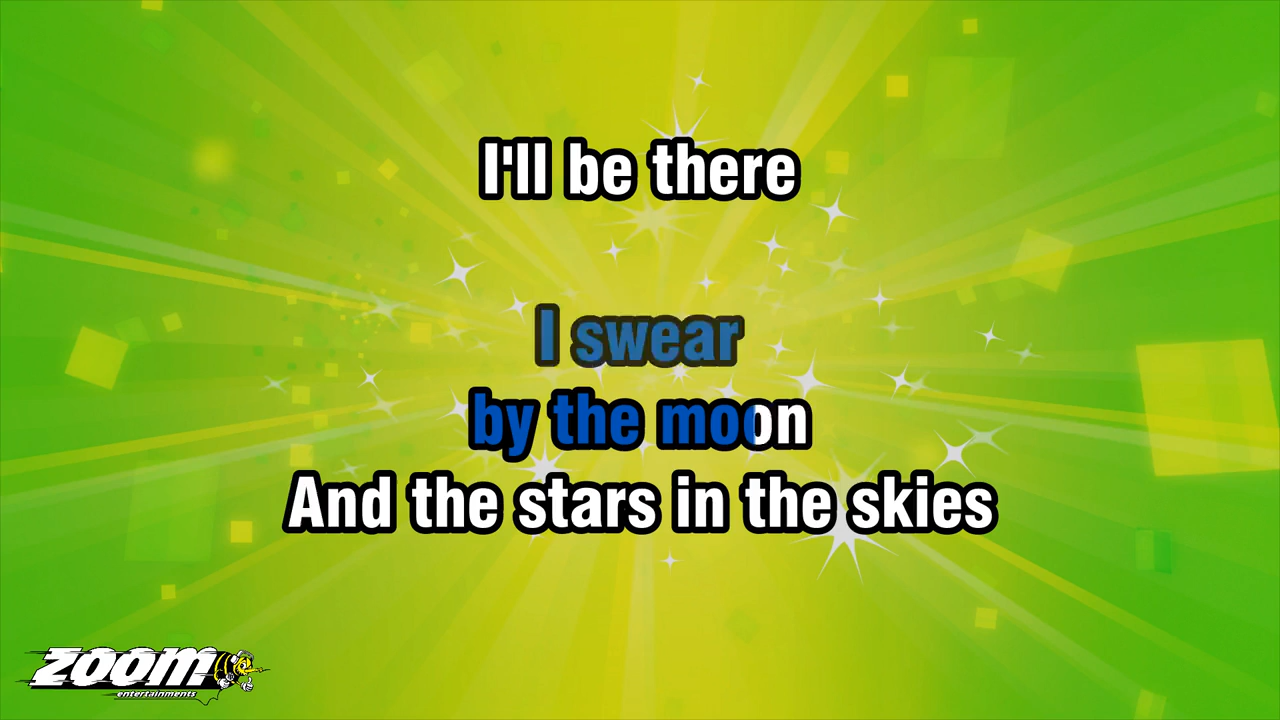 I'll be there
I swear
by the moon
And the stars in the skies
zoom
entertainments